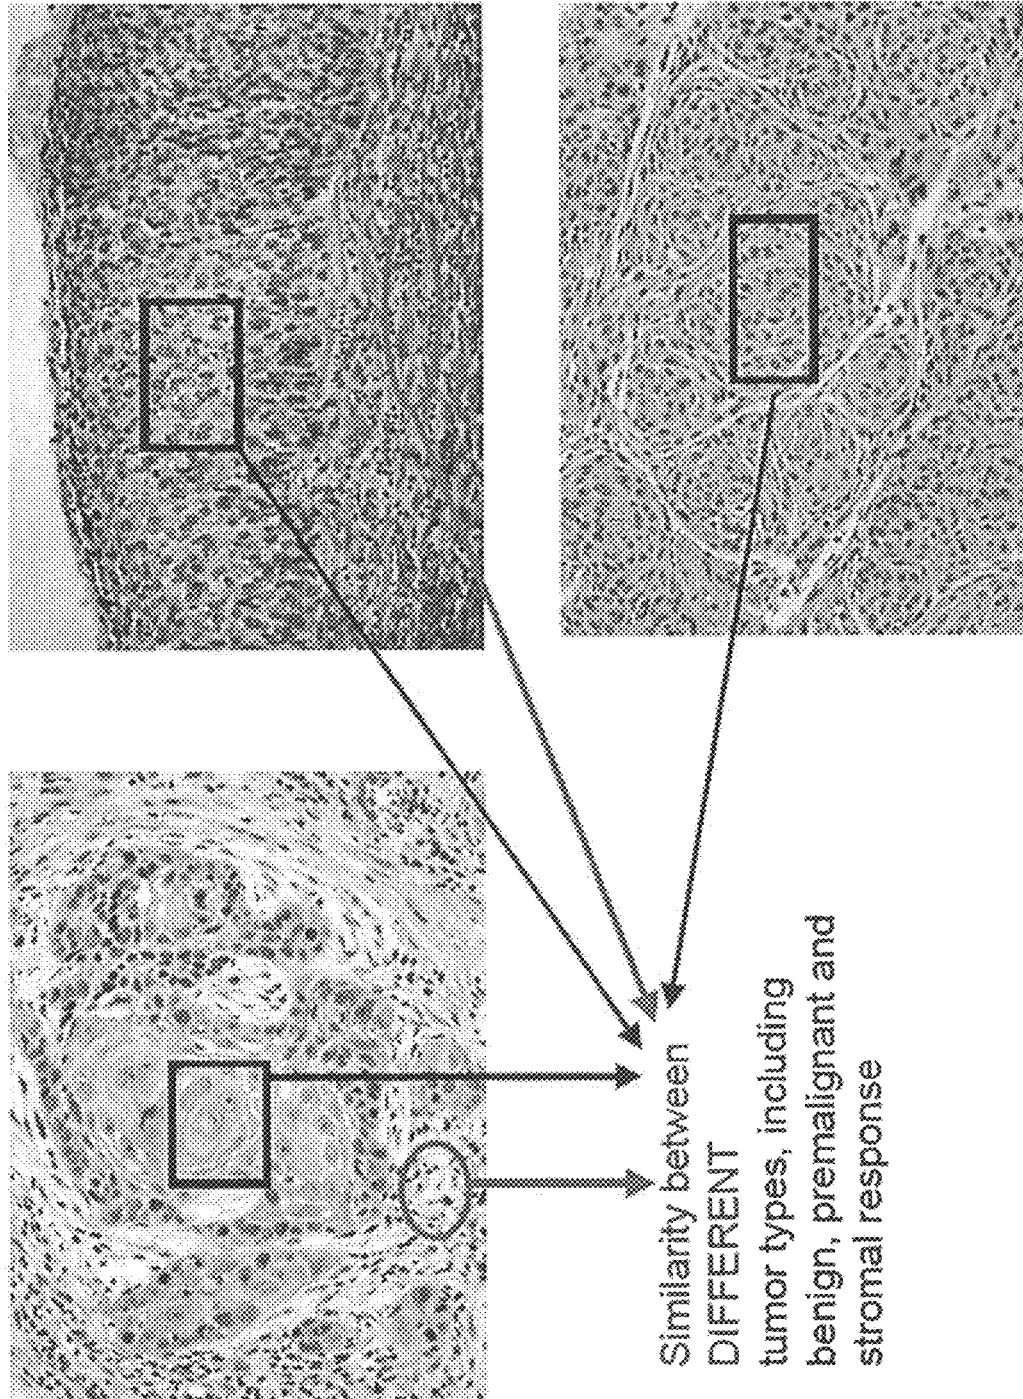 Similarity between
DIFFERENT
tumor types, including
benign, premalignant and
stromal response